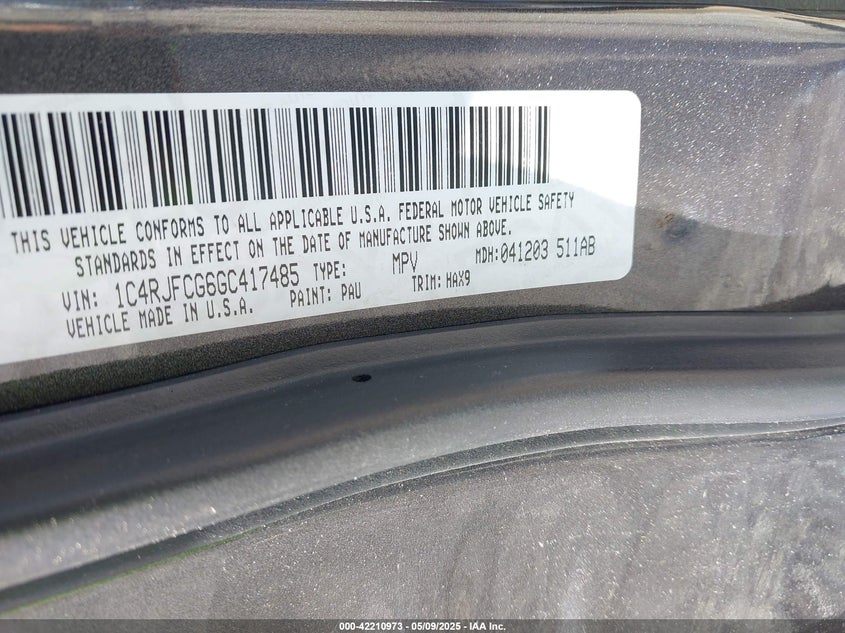 THIS VEHICLE CONFORMS TO ALL APPLICABLE U.S.A. FEDERAL MOTOR VEHICLE SAFETY
STANDARDS IN EFFECT ON THE DATE OF MANUFACTURE SHOWN ABOVE.
VIN: 1C4RJFCG6GC417485 TYPE: MPV MDH:041203 511AB
VEHICLE MADE IN U.S.A. PAINT: PAU TRIM: HAX9
000-42210973 — 05/09/2025 — IAA Inc.